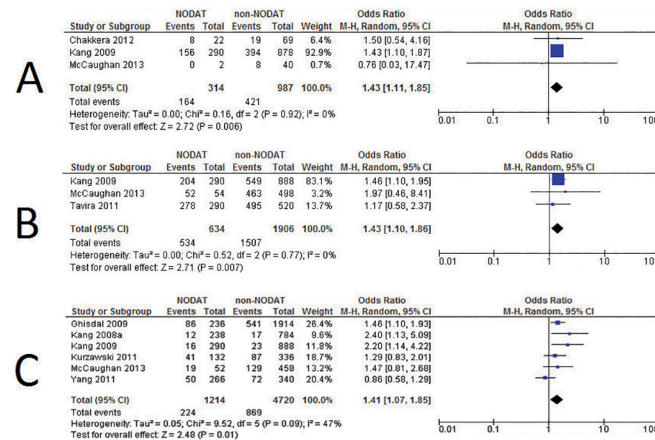 A
NODAT non-NODAT Odds Ratio Odds Ratio
Study or Subgroup Events Total Events Total Weight M-H, Random, 95% CI M-H, Random, 95% CI
Chakkera 2012 8 22 19 69 6.4% 1.50 [0.54, 4.16]
Kang 2009 156 290 394 878 92.9% 1.43 [1.10, 1.87]
McCaughan 2013 0 2 8 40 0.7% 0.76 [0.03, 17.47]
Total (95% CI) 314 987 100.0% 1.43 [1.11, 1.85]
Total events 164 421
Heterogeneity: Tau² = 0.00; Chi² = 0.16, df = 2 (P = 0.92); I² = 0%
Test for overall effect: Z = 2.72 (P = 0.006)
0.01 0.1 1 10 100
B
NODAT non-NODAT Odds Ratio Odds Ratio
Study or Subgroup Events Total Events Total Weight M-H, Random, 95% CI M-H, Random, 95% CI
Kang 2009 204 290 549 888 83.1% 1.46 [1.10, 1.95]
McCaughan 2013 52 54 463 498 3.2% 1.97 [0.46, 8.41]
Tavira 2011 278 290 495 520 13.7% 1.17 [0.58, 2.37]
Total (95% CI) 634 1906 100.0% 1.43 [1.10, 1.86]
Total events 534 1507
Heterogeneity: Tau² = 0.00; Chi² = 0.52, df = 2 (P = 0.77); I² = 0%
Test for overall effect: Z = 2.71 (P = 0.007)
0.01 0.1 1 10 100
C
NODAT non-NODAT Odds Ratio Odds Ratio
Study or Subgroup Events Total Events Total Weight M-H, Random, 95% CI M-H, Random, 95% CI
Ghisdal 2009 86 236 541 1914 26.4% 1.46 [1.10, 1.93]
Kang 2008a 12 238 17 784 9.6% 2.40 [1.13, 5.09]
Kang 2009 16 290 23 888 11.8% 2.20 [1.14, 4.22]
Kurzawski 2011 41 132 87 336 18.7% 1.29 [0.83, 2.01]
McCaughan 2013 19 52 129 458 13.2% 1.47 [0.81, 2.68]
Yang 2011 50 266 72 340 20.4% 0.86 [0.58, 1.29]
Total (95% CI) 1214 4720 100.0% 1.41 [1.07, 1.85]
Total events 224 869
Heterogeneity: Tau² = 0.05; Chi² = 9.52, df = 5 (P = 0.09); I² = 47%
Test for overall effect: Z = 2.48 (P = 0.01)
0.01 0.1 1 10 100